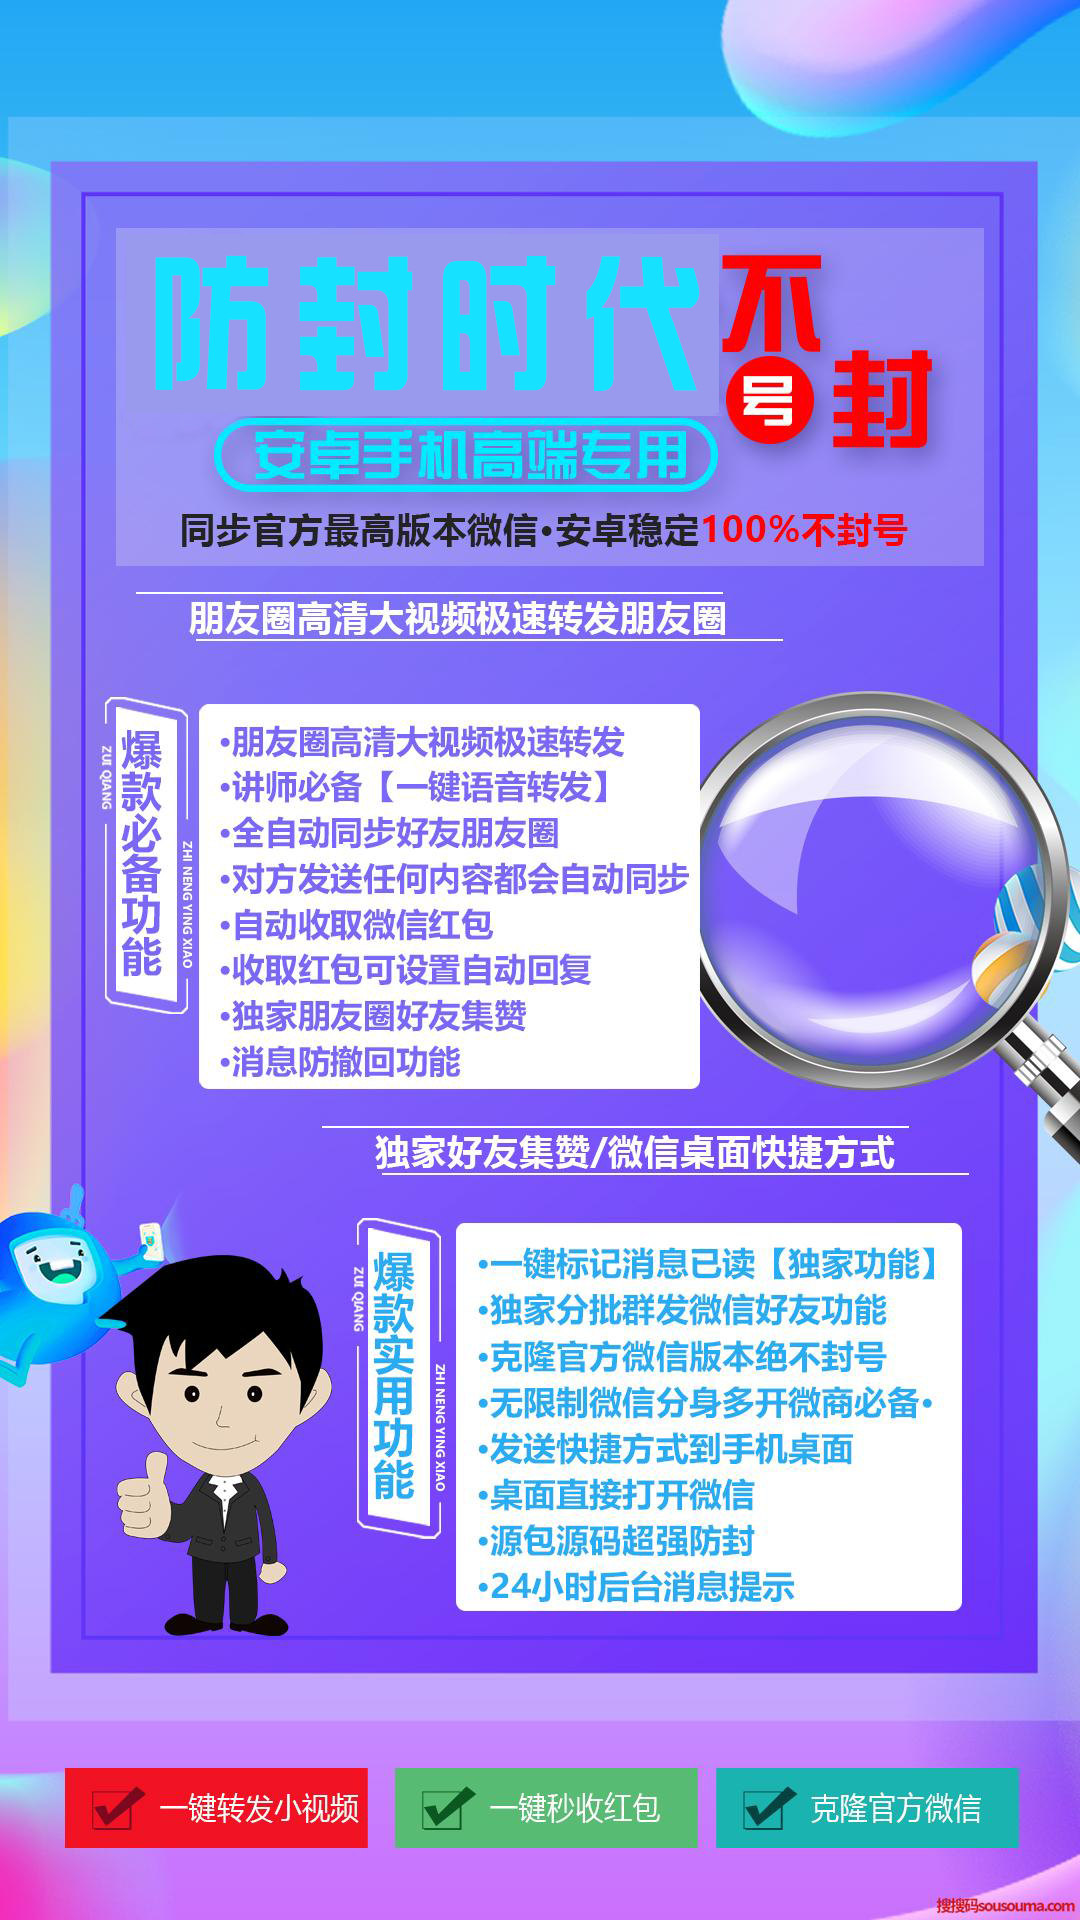 防封时代
不封号
安卓手机高端专用
同步官方最高版本微信·安卓稳定100%不封号
朋友圈高清大视频极速转发朋友圈
爆款必备功能
ZUI QIANG
ZHI NENG YING XIAO
·朋友圈高清大视频极速转发
·讲师必备【一键语音转发】
·全自动同步好友朋友圈
·对方发送任何内容都会自动同步
·自动收取微信红包
·收取红包可设置自动回复
·独家朋友圈好友集赞
·消息防撤回功能
独家好友集赞/微信桌面快捷方式
爆款实用功能
ZUI QIANG
ZHI NENG YING XIAO
·一键标记消息已读【独家功能】
·独家分批群发微信好友功能
·克隆官方微信版本绝不封号
·无限制微信分身多开微商必备·
·发送快捷方式到手机桌面
·桌面直接打开微信
·源包源码超强防封
·24小时后台消息提示
一键转发小视频
一键秒收红包
克隆官方微信
搜搜码sousouma.com